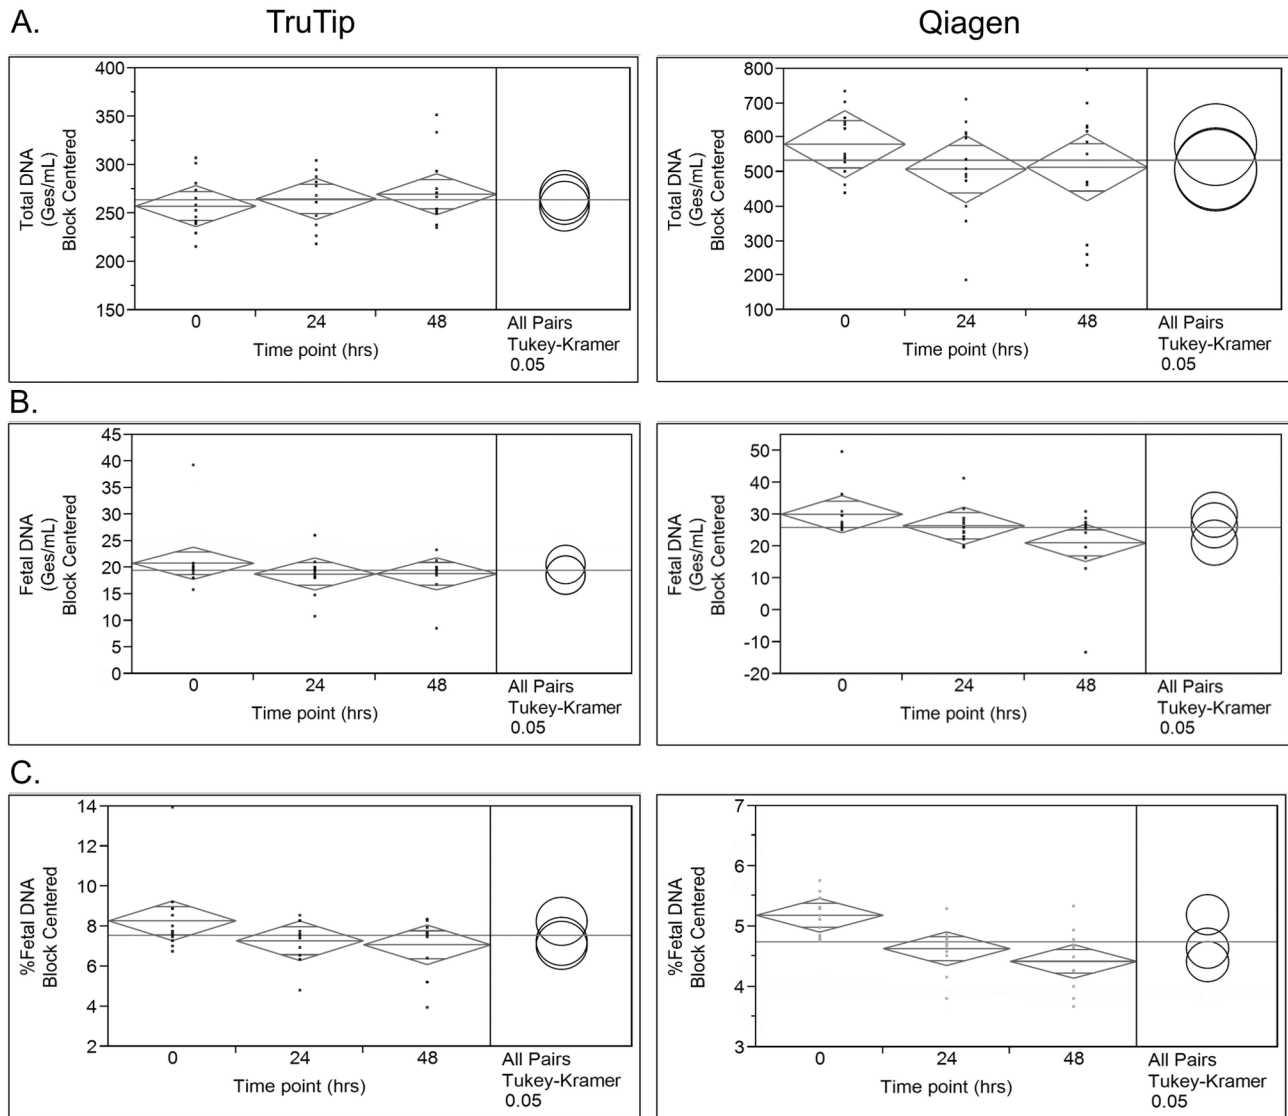 A.
TruTip
Qiagen
Total DNA
(Ges/mL)
Block Centered
400
350
300
250
200
150
0
24
48
Time point (hrs)
All Pairs
Tukey-Kramer
0.05
Total DNA
(Ges/mL)
Block Centered
800
700
600
500
400
300
200
100
0
24
48
Time point (hrs)
All Pairs
Tukey-Kramer
0.05
B.
Fetal DNA
(Ges/mL)
Block Centered
45
40
35
30
25
20
15
10
5
0
0
24
48
Time point (hrs)
All Pairs
Tukey-Kramer
0.05
Fetal DNA
(Ges/mL)
Block Centered
50
40
30
20
10
0
-10
-20
0
24
48
Time point (hrs)
All Pairs
Tukey-Kramer
0.05
C.
%Fetal DNA
Block Centered
14
12
10
8
6
4
2
0
24
48
Time point (hrs)
All Pairs
Tukey-Kramer
0.05
%Fetal DNA
Block Centered
7
6
5
4
3
0
24
48
Time point (hrs)
All Pairs
Tukey-Kramer
0.05